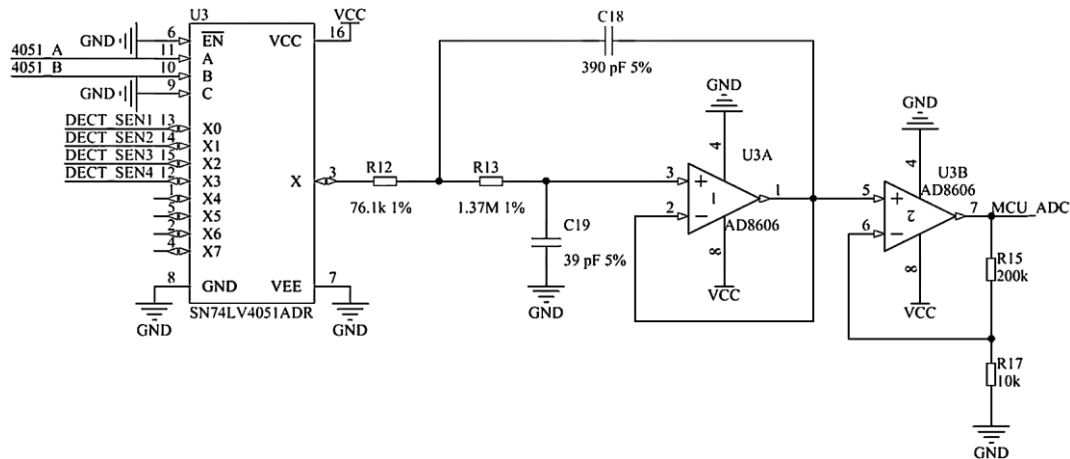 U3
VCC
C18
GND 6 EN VCC 16
390 pF 5%
4051_A 11 A
4051_B 10 B
GND 9 C
GND
GND
DECT_SEN1 13 X0
DECT_SEN2 14 X1
DECT_SEN3 15 X2
DECT_SEN4 12 X3
X 3
R12
R13
4
U3A
4
U3B
1 X4
5 X5
2 X6
4 X7
76.1k 1%
1.37M 1%
3 + 1 1
2 - AD8606
5 + 2 7 MCU_ADC
6 - AD8606
C19
39 pF 5%
8
VCC
8
VCC
R15
200k
8 GND VEE 7
GND
SN74LV4051ADR
GND
GND
R17
10k
GND